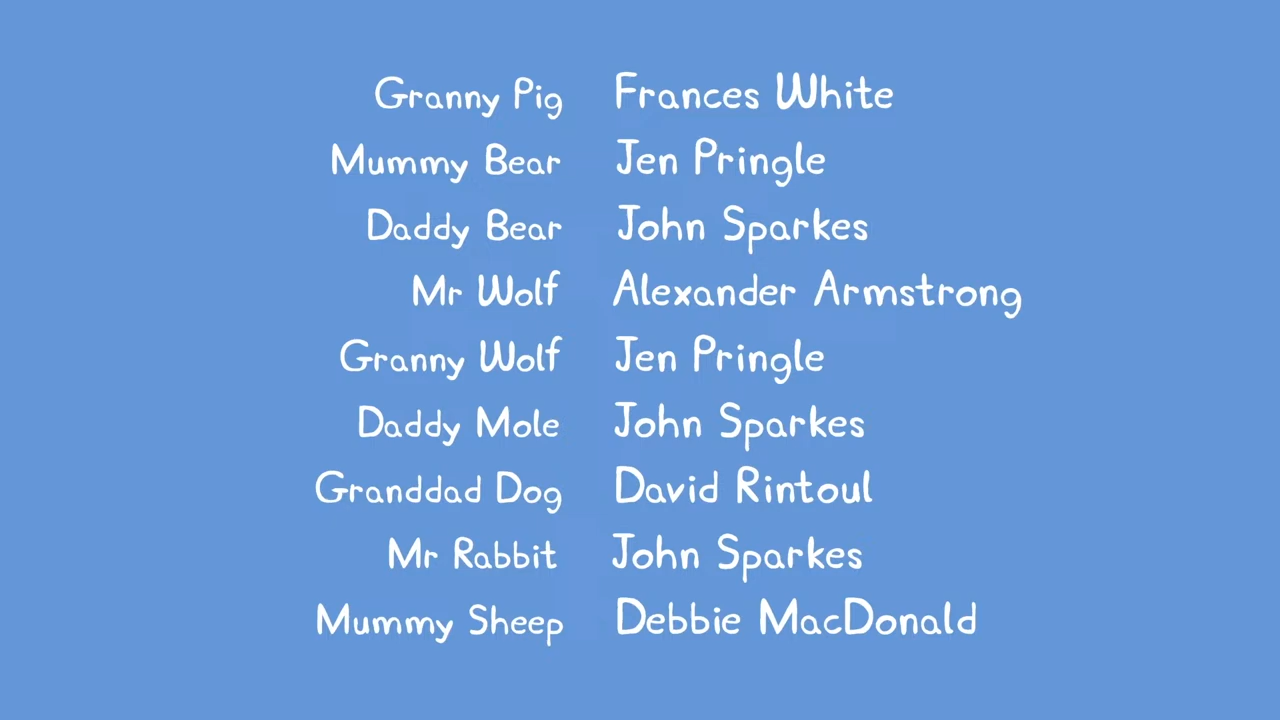 Granny Pig Frances White
Mummy Bear Jen Pringle
Daddy Bear John Sparkes
Mr Wolf Alexander Armstrong
Granny Wolf Jen Pringle
Daddy Mole John Sparkes
Granddad Dog David Rintoul
Mr Rabbit John Sparkes
Mummy Sheep Debbie MacDonald